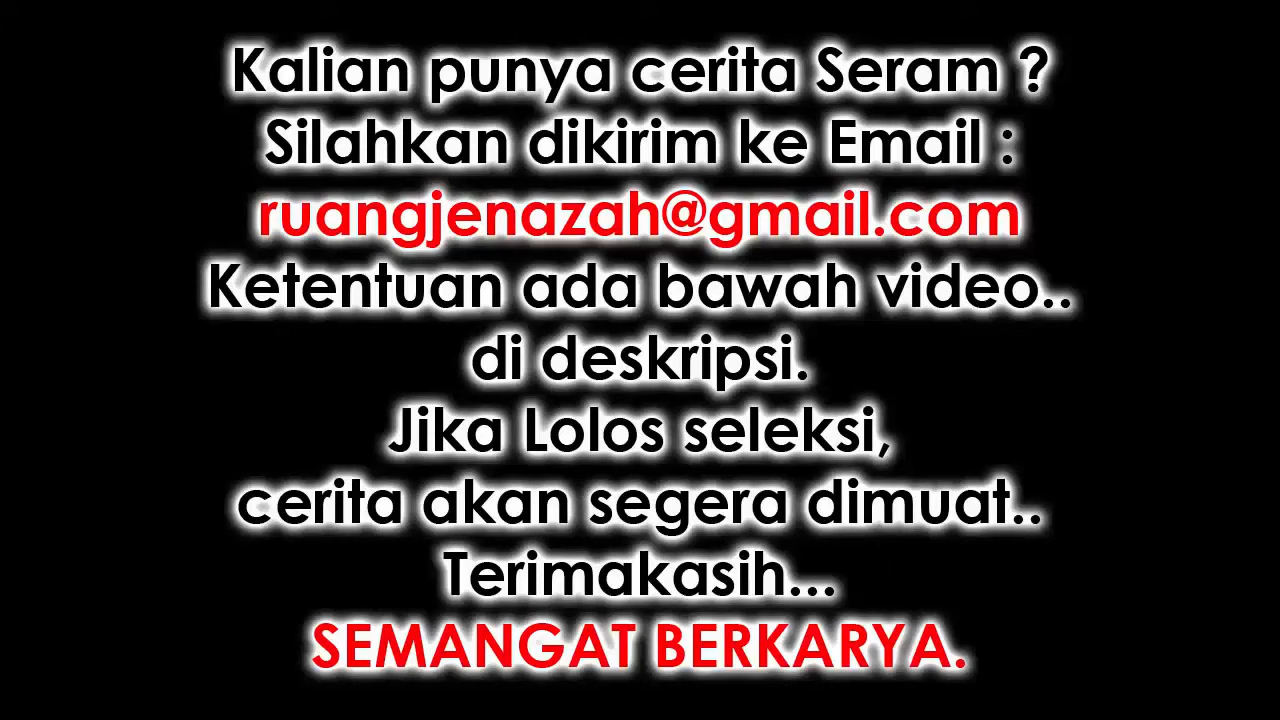 Kalian punya cerita Seram ?
Silahkan dikirim ke Email :
ruangjenazah@gmail.com
Ketentuan ada bawah video..
di deskripsi.
Jika Lolos seleksi,
cerita akan segera dimuat..
Terimakasih...
SEMANGAT BERKARYA.